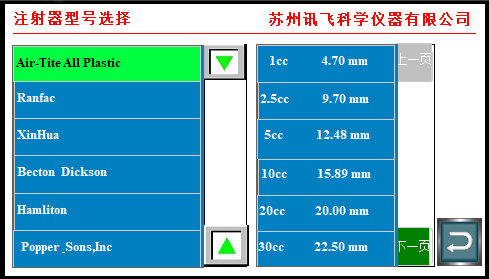 注射器型号选择 苏州讯飞科学仪器有限公司
Air-Tite All Plastic
Ranfac
XinHua
Becton Dickson
Hamliton
Popper_Sons,Inc
1cc 4.70 mm
2.5cc 9.70 mm
5cc 12.48 mm
10cc 15.89 mm
20cc 20.00 mm
30cc 22.50 mm
上一页
下一页